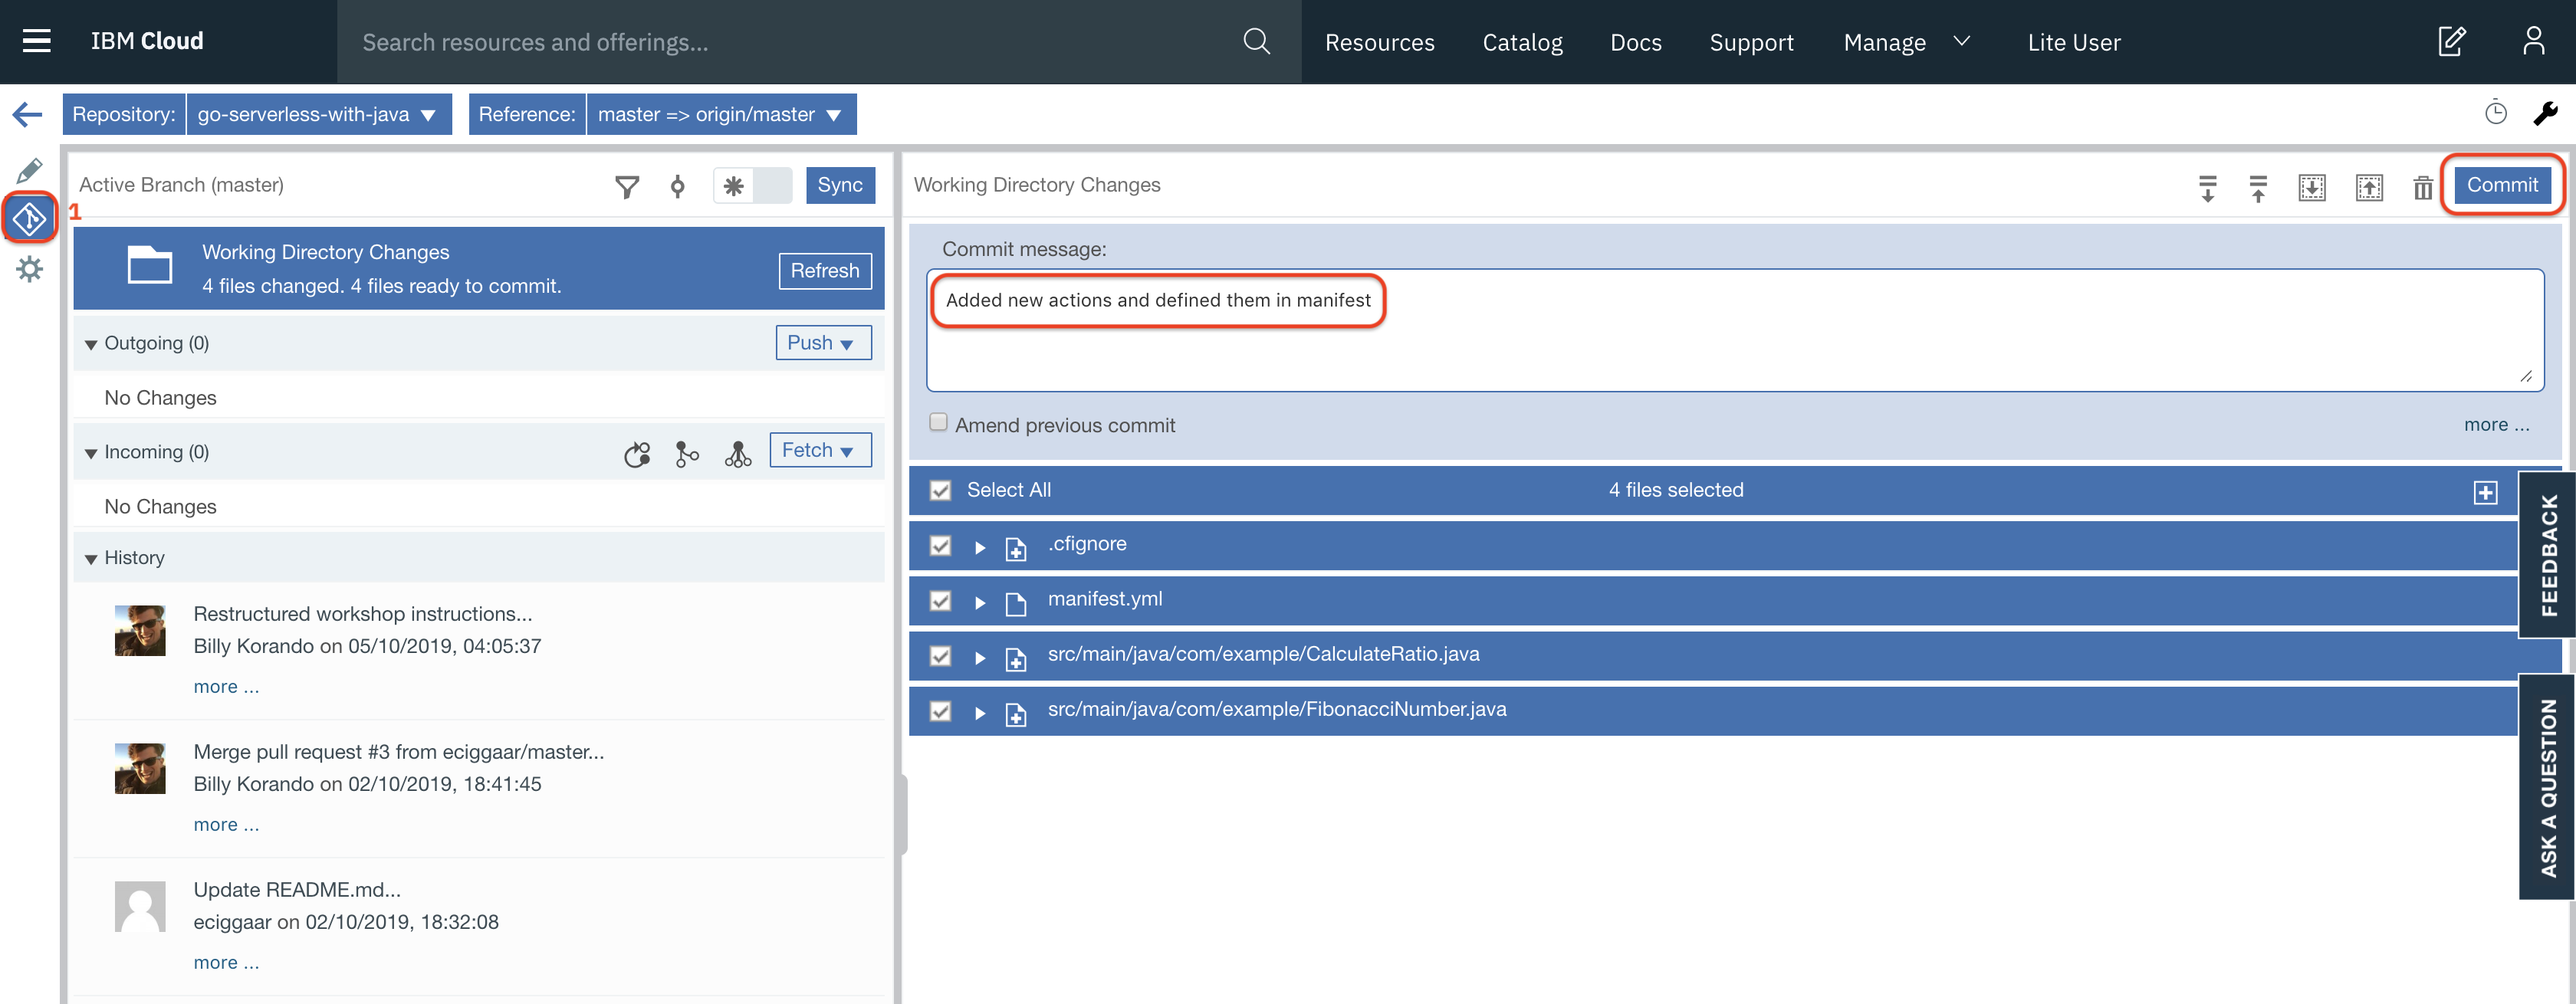 IBM Cloud
Search resources and offerings...
Resources
Catalog
Docs
Support
Manage
Lite User
Repository:
go-serverless-with-java
Reference:
master => origin/master
1
Active Branch (master)
Sync
Working Directory Changes
4 files changed. 4 files ready to commit.
Refresh
Outgoing (0)
Push
No Changes
Incoming (0)
Fetch
No Changes
History
Restructured workshop instructions...
Billy Korando on 05/10/2019, 04:05:37
more ...
Merge pull request #3 from eciggaar/master...
Billy Korando on 02/10/2019, 18:41:45
more ...
Update README.md...
eciggaar on 02/10/2019, 18:32:08
more ...
Working Directory Changes
Commit
Commit message:
Added new actions and defined them in manifest
Amend previous commit
more ...
Select All
4 files selected
.cfignore
manifest.yml
src/main/java/com/example/CalculateRatio.java
src/main/java/com/example/FibonacciNumber.java
FEEDBACK
ASK A QUESTION